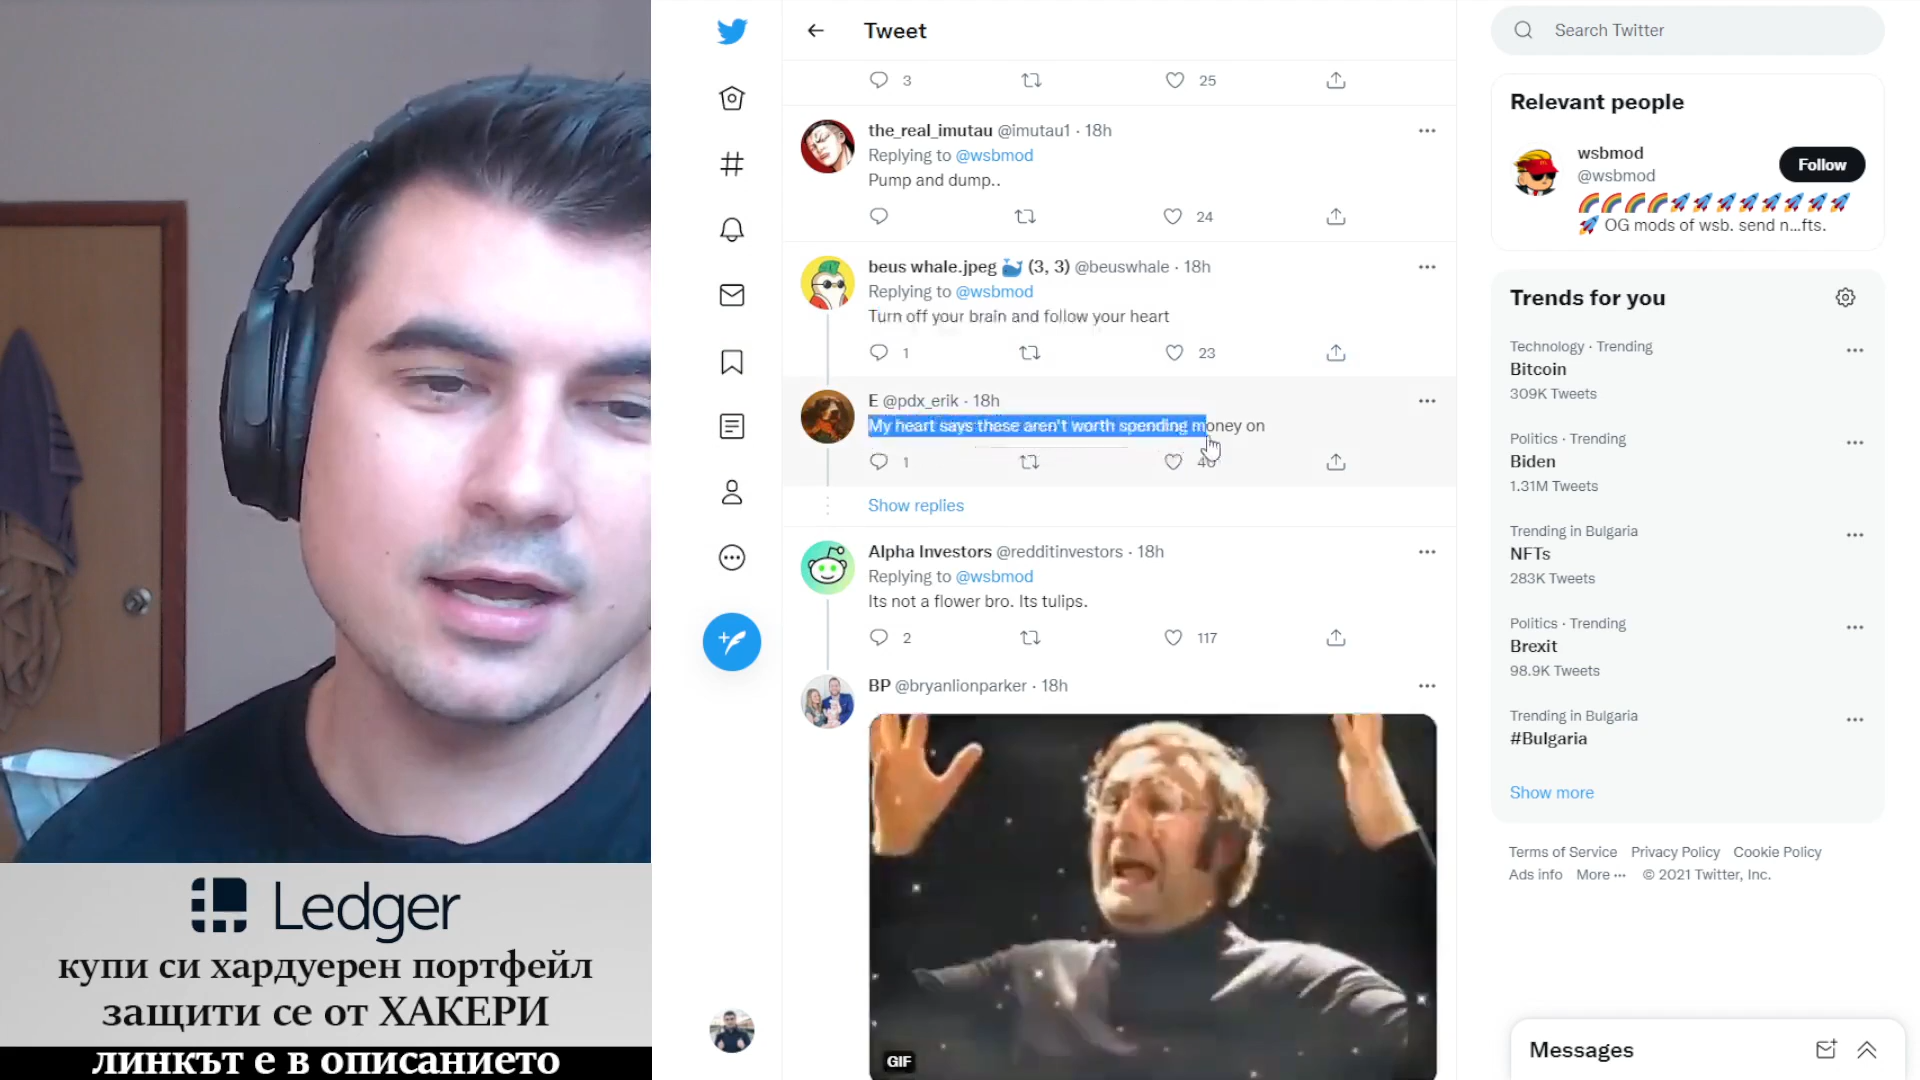 Tweet
3
25
the_real_imutau @imutau1 · 18h
Replying to @wsbmod
Pump and dump..
24
beus whale.jpeg 🐳 (3, 3) @beuswhale · 18h
Replying to @wsbmod
Turn off your brain and follow your heart
1
23
E @pdx_erik · 18h
My heart says these aren't worth spending money on
1
Show replies
Alpha Investors @redditinvestors · 18h
Replying to @wsbmod
Its not a flower bro. Its tulips.
2
117
BP @bryanlionparker · 18h
GIF
Search Twitter
Relevant people
wsbmod
@wsbmod
Follow
🌈🌈🌈🌈🚀🚀🚀🚀🚀🚀🚀🚀
🚀 OG mods of wsb. send n...fts.
Trends for you
Technology · Trending
Bitcoin
309K Tweets
Politics · Trending
Biden
1.31M Tweets
Trending in Bulgaria
NFTs
283K Tweets
Politics · Trending
Brexit
98.9K Tweets
Trending in Bulgaria
#Bulgaria
Show more
Terms of Service Privacy Policy Cookie Policy
Ads info More ··· © 2021 Twitter, Inc.
Messages
Ledger
купи си хардуерен портфейл
защити се от ХАКЕРИ
линкът е в описанието